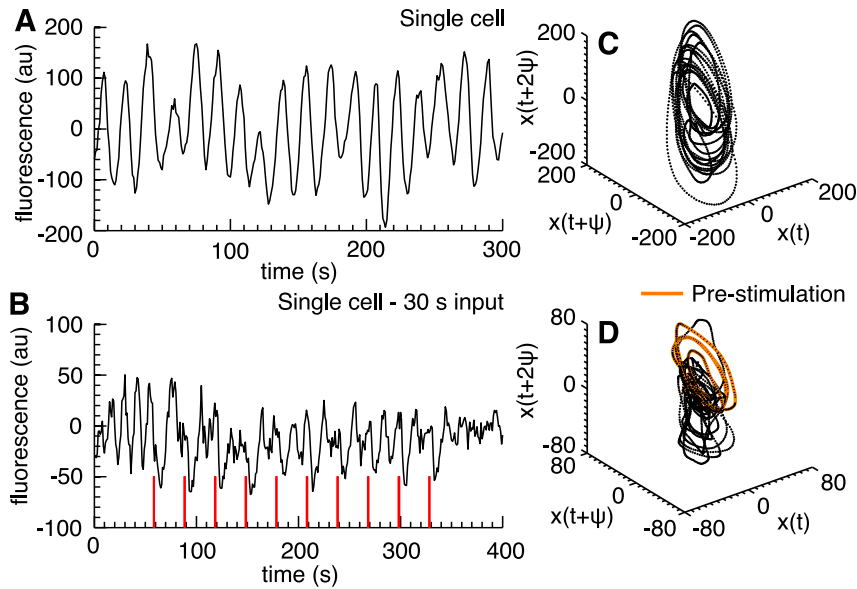 A
Single cell
fluorescence (au)
200
100
0
-100
-200
0
100
200
300
time (s)
C
x(t+2ψ)
200
0
-200
200
0
-200
x(t+ψ)
-200
0
200
x(t)
B
Single cell - 30 s input
fluorescence (au)
100
50
0
-50
-100
0
100
200
300
400
time (s)
Pre-stimulation
D
x(t+2ψ)
80
0
-80
80
0
-80
x(t+ψ)
-80
0
80
x(t)